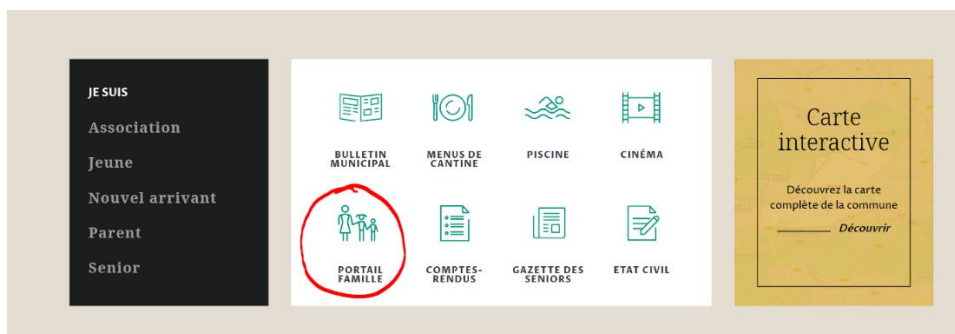 JE SUIS
Association
Jeune
Nouvel arrivant
Parent
Senior
BULLETIN
MUNICIPAL
MENUS DE
CANTINE
PISCINE
CINÉMA
PORTAIL
FAMILLE
COMPTES-
RENDUS
GAZETTE DES
SENIORS
ETAT CIVIL
Carte
interactive
Découvrez la carte
complète de la commune
Découvrir